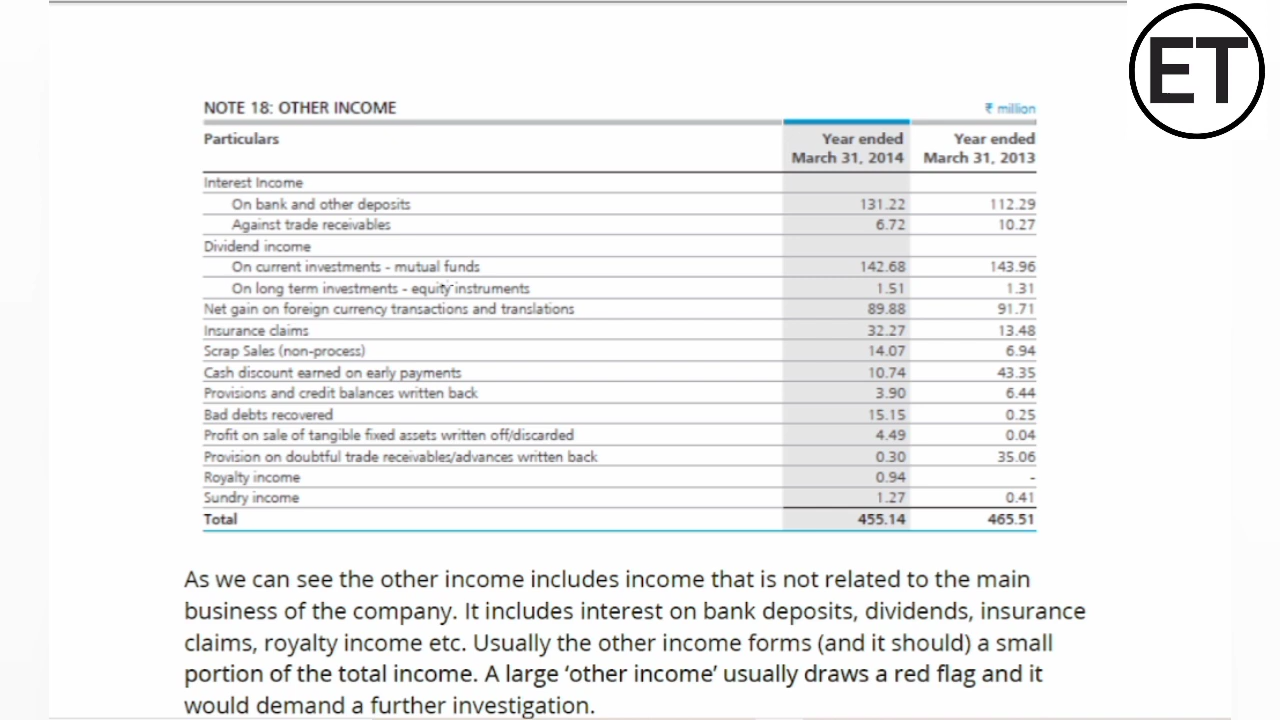 ET
NOTE 18: OTHER INCOME ₹ million
Particulars Year ended March 31, 2014 Year ended March 31, 2013
Interest Income
On bank and other deposits 131.22 112.29
Against trade receivables 6.72 10.27
Dividend income
On current investments - mutual funds 142.68 143.96
On long term investments - equity instruments 1.51 1.31
Net gain on foreign currency transactions and translations 89.88 91.71
Insurance claims 32.27 13.48
Scrap Sales (non-process) 14.07 6.94
Cash discount earned on early payments 10.74 43.35
Provisions and credit balances written back 3.90 6.44
Bad debts recovered 15.15 0.25
Profit on sale of tangible fixed assets written off/discarded 4.49 0.04
Provision on doubtful trade receivables/advances written back 0.30 35.06
Royalty income 0.94 -
Sundry income 1.27 0.41
Total 455.14 465.51
As we can see the other income includes income that is not related to the main
business of the company. It includes interest on bank deposits, dividends, insurance
claims, royalty income etc. Usually the other income forms (and it should) a small
portion of the total income. A large ‘other income’ usually draws a red flag and it
would demand a further investigation.